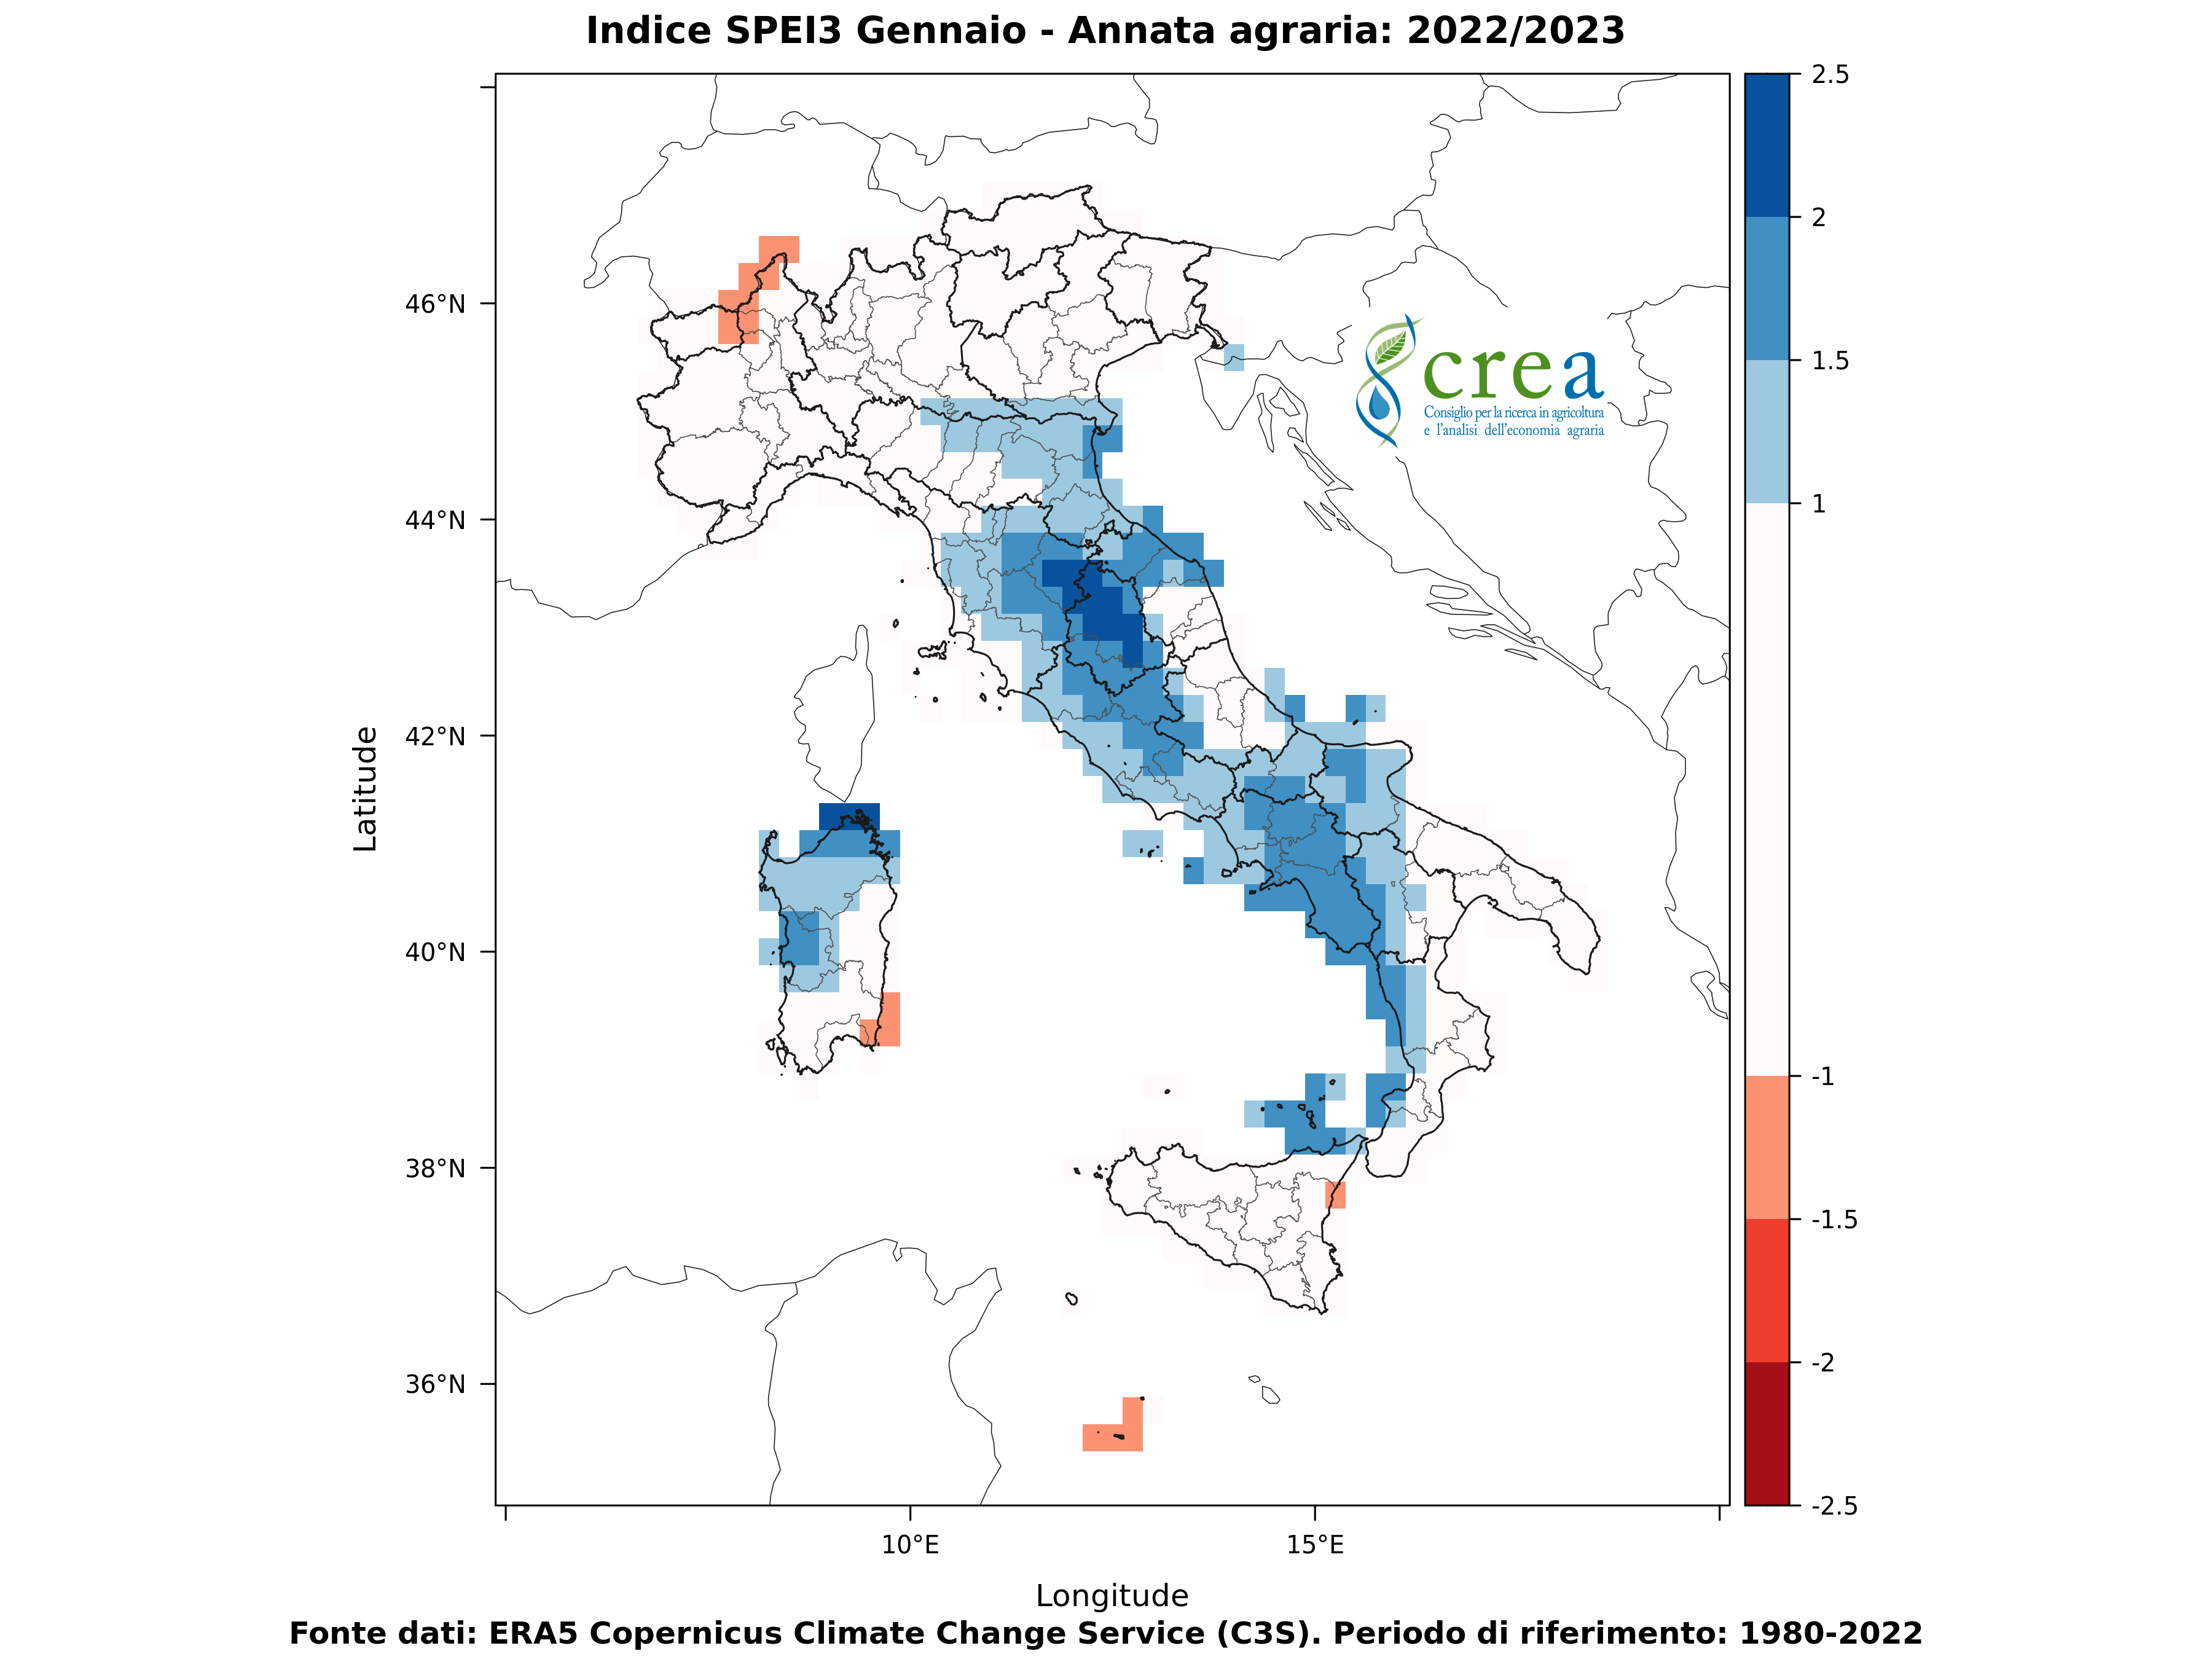 Indice SPEI3 Gennaio - Annata agraria: 2022/2023
2.5
2
1.5
1
-1
-1.5
-2
-2.5
46°N
44°N
42°N
40°N
38°N
36°N
Latitude
crea
Consiglio per la ricerca in agricoltura
e l'analisi dell'economia agraria
10°E
15°E
Longitude
Fonte dati: ERA5 Copernicus Climate Change Service (C3S). Periodo di riferimento: 1980-2022